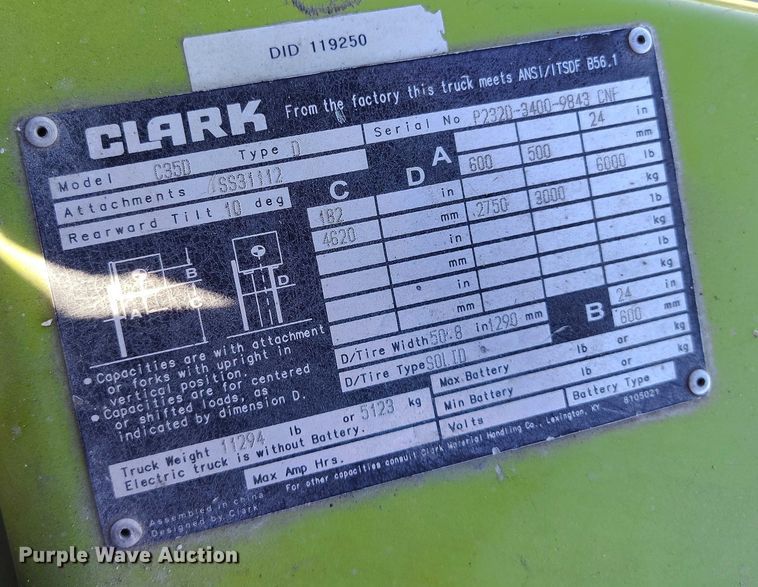 DID 119250
CLARK From the factory this truck meets ANSI/ITSDF B56.1
Model C35D Type D Serial No P232D-3400-9843 CNF
Attachments SS31112
Rearward Tilt 10 deg
C D A 24 in
600 500 mm
182 in 6000 lb
4620 mm 2750 3000 kg
in lb
mm kg
in lb
mm kg
A B C D
D/Tire Width 50.8 in 1290 mm B 24 in
D/Tire Type SOLID 600 mm
• Capacities are with attachment
or forks with upright in
vertical position.
• Capacities are for centered
or shifted loads, as
indicated by dimension D.
Max.Battery lb or kg
Min Battery lb or kg
Truck Weight 11294 lb or 5123 kg
Volts Battery Type
Electric truck is without Battery.
Max Amp Hrs.
For other capacities consult Clark Material Handling Co., Lexington, KY 8105021
Assembled in china
Designed by Clark
Purple Wave Auction